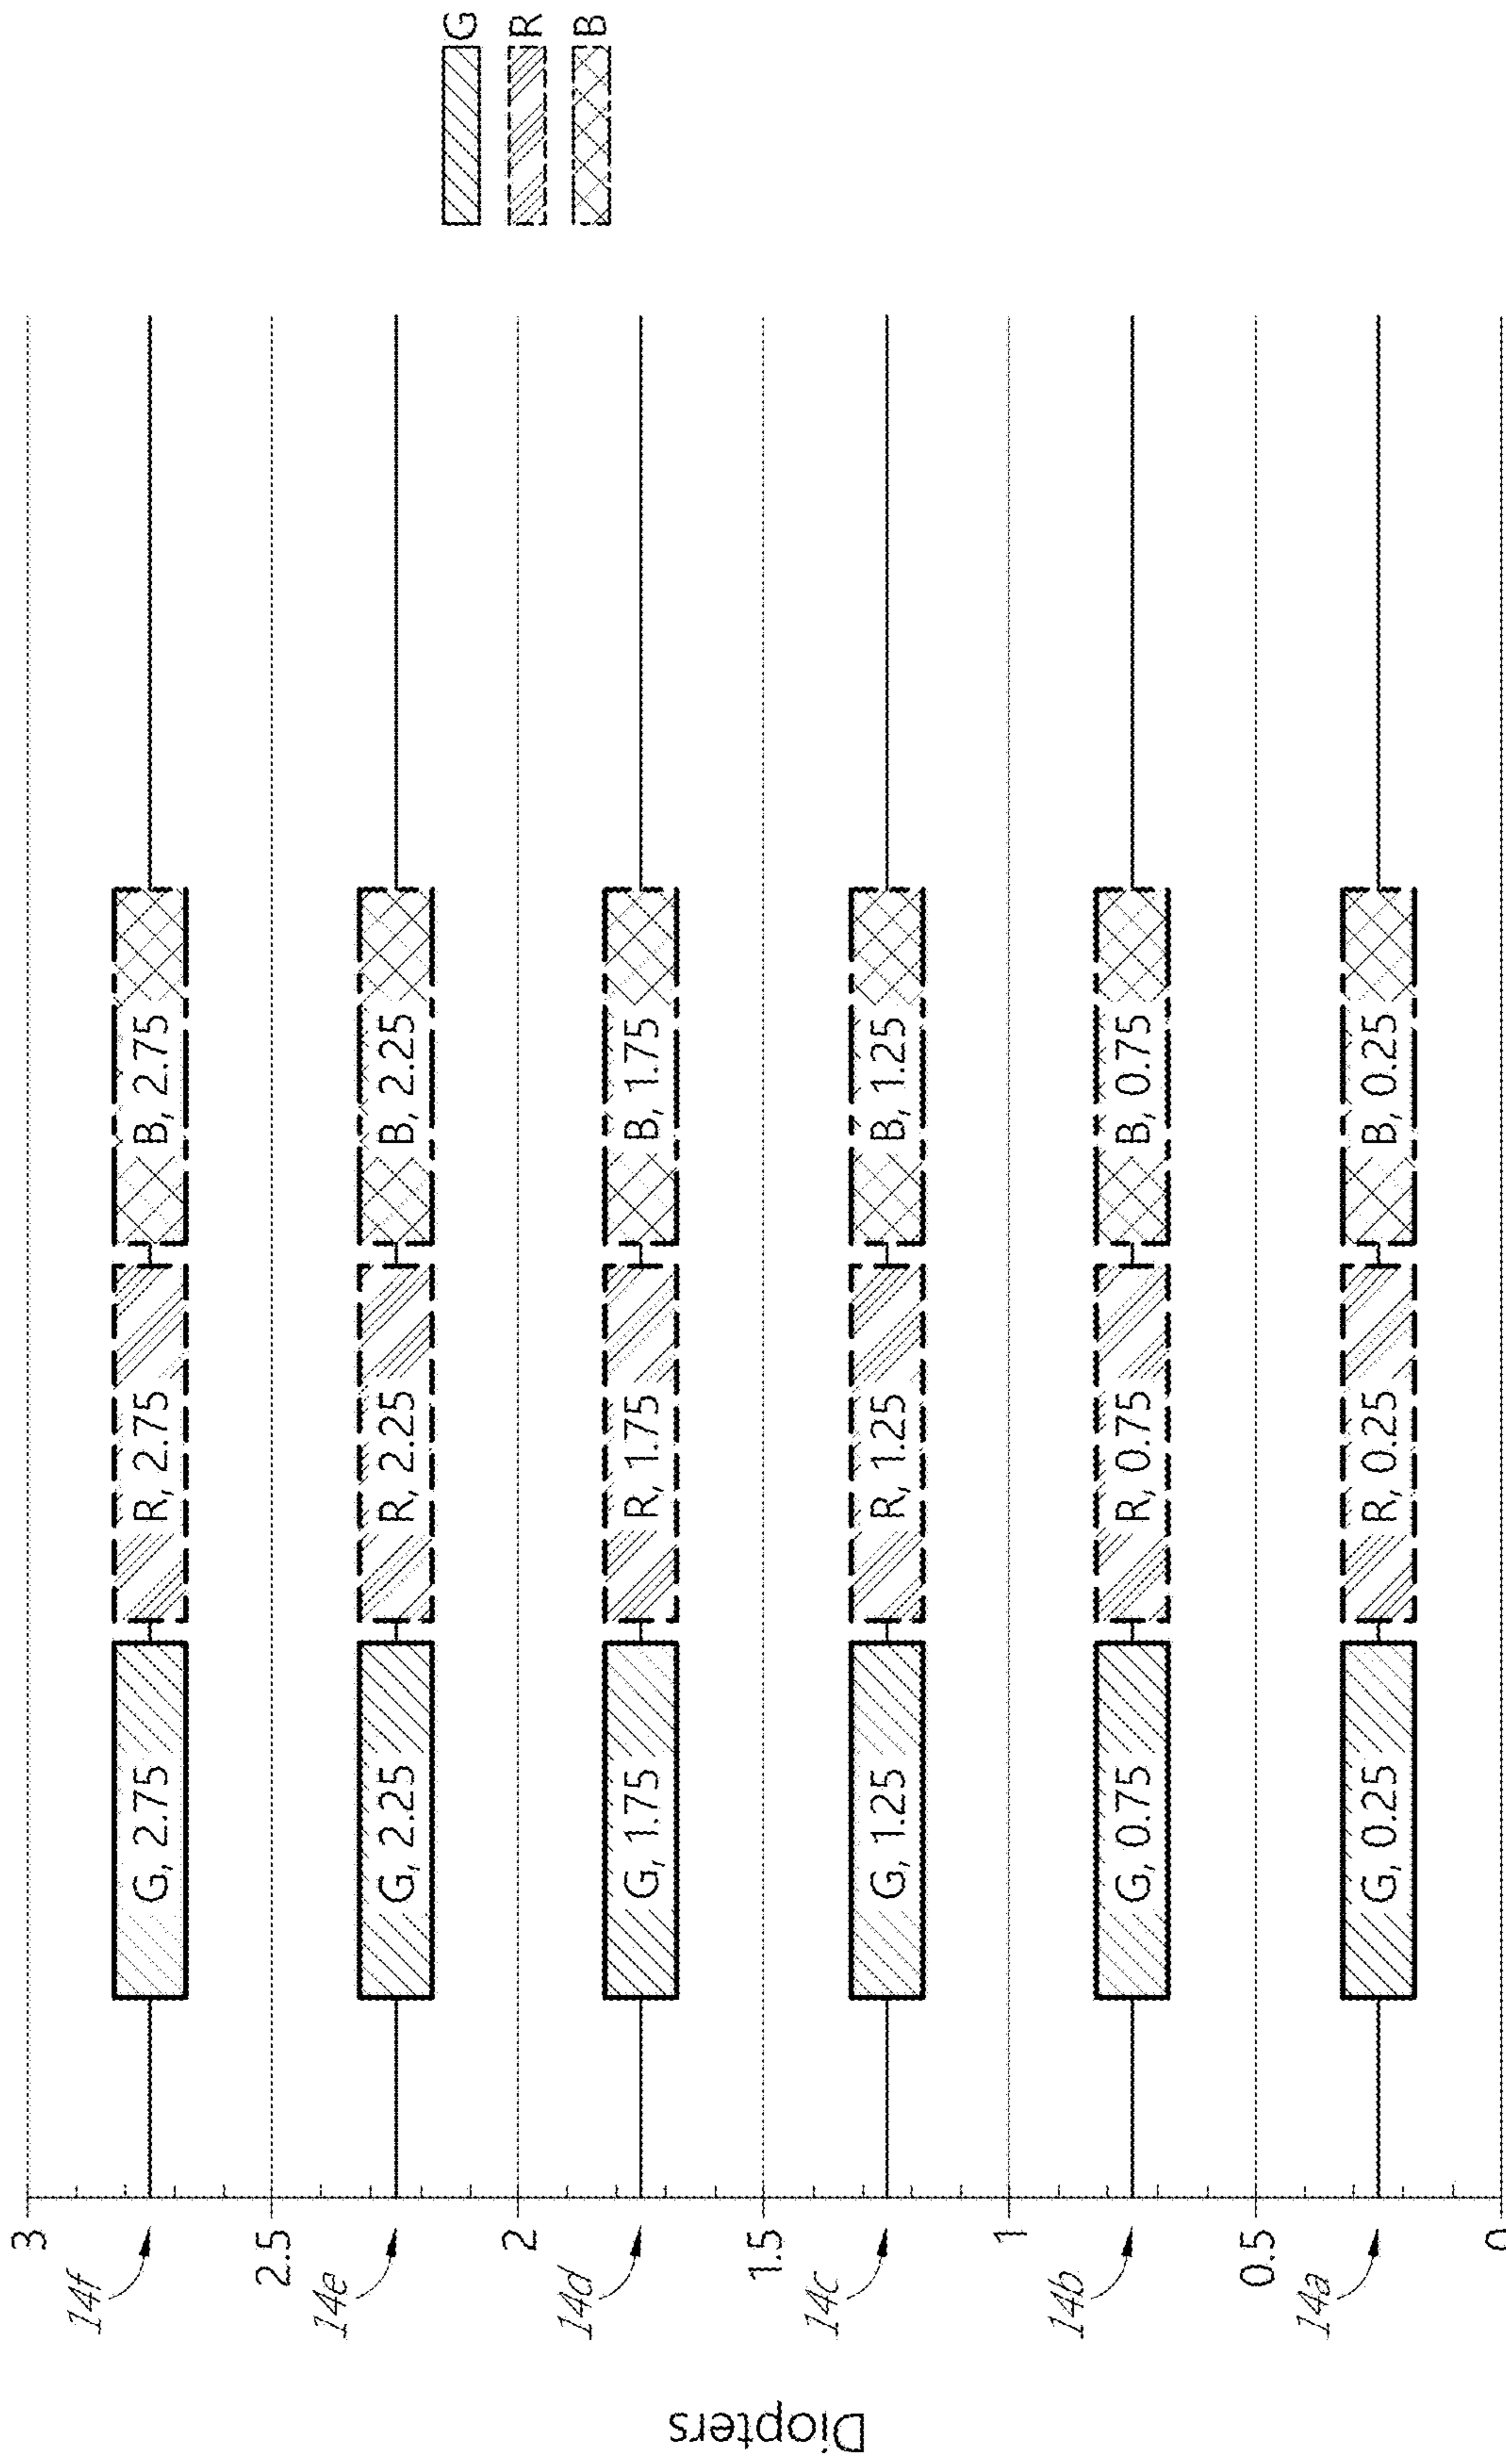 Diopters
3
14f
G, 2.75
R, 2.75
B, 2.75
2.5
14e
G, 2.25
R, 2.25
B, 2.25
2
14d
G, 1.75
R, 1.75
B, 1.75
1.5
14c
G, 1.25
R, 1.25
B, 1.25
1
14b
G, 0.75
R, 0.75
B, 0.75
0.5
14a
G, 0.25
R, 0.25
B, 0.25
0
G
R
B